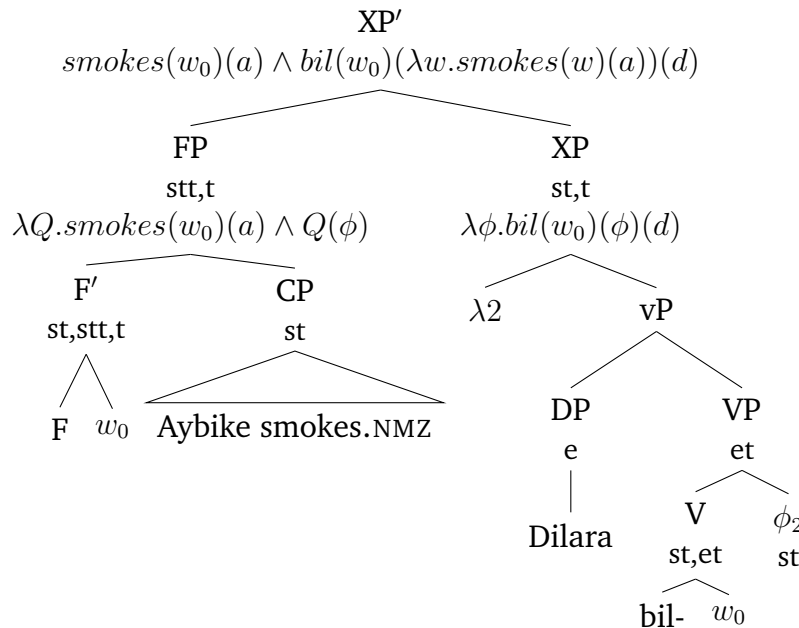 XP′
smokes(w₀)(a) ∧ bil(w₀)(λw.smokes(w)(a))(d)
FP XP
stt,t st,t
λQ.smokes(w₀)(a) ∧ Q(ϕ) λϕ.bil(w₀)(ϕ)(d)
F′ CP λ2 vP
st,stt,t st
F w₀ Aybike smokes.NMZ DP VP
e et
Dilara V ϕ₂
st,et st
bil- w₀